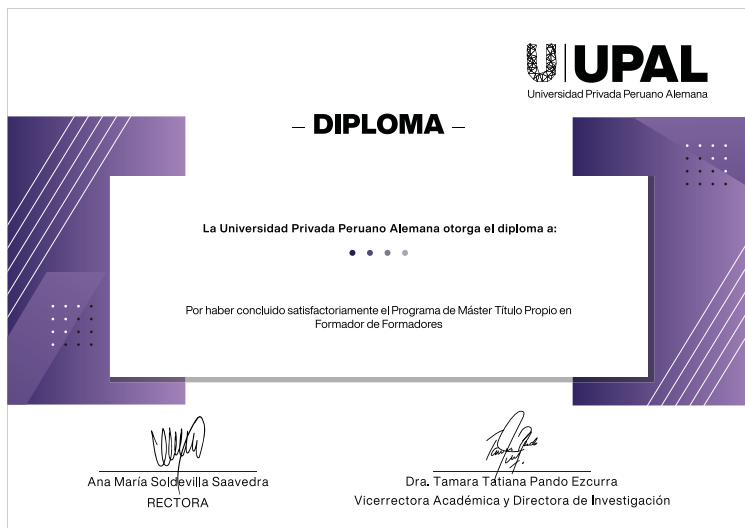 UPAL
Universidad Privada Peruano Alemana
– DIPLOMA –
La Universidad Privada Peruano Alemana otorga el diploma a:
Por haber concluido satisfactoriamente el Programa de Máster Título Propio en
Formador de Formadores
Ana María Soldevilla Saavedra
RECTORA
Dra. Tamara Tatiana Pando Ezcurra
Vicerrectora Académica y Directora de Investigación